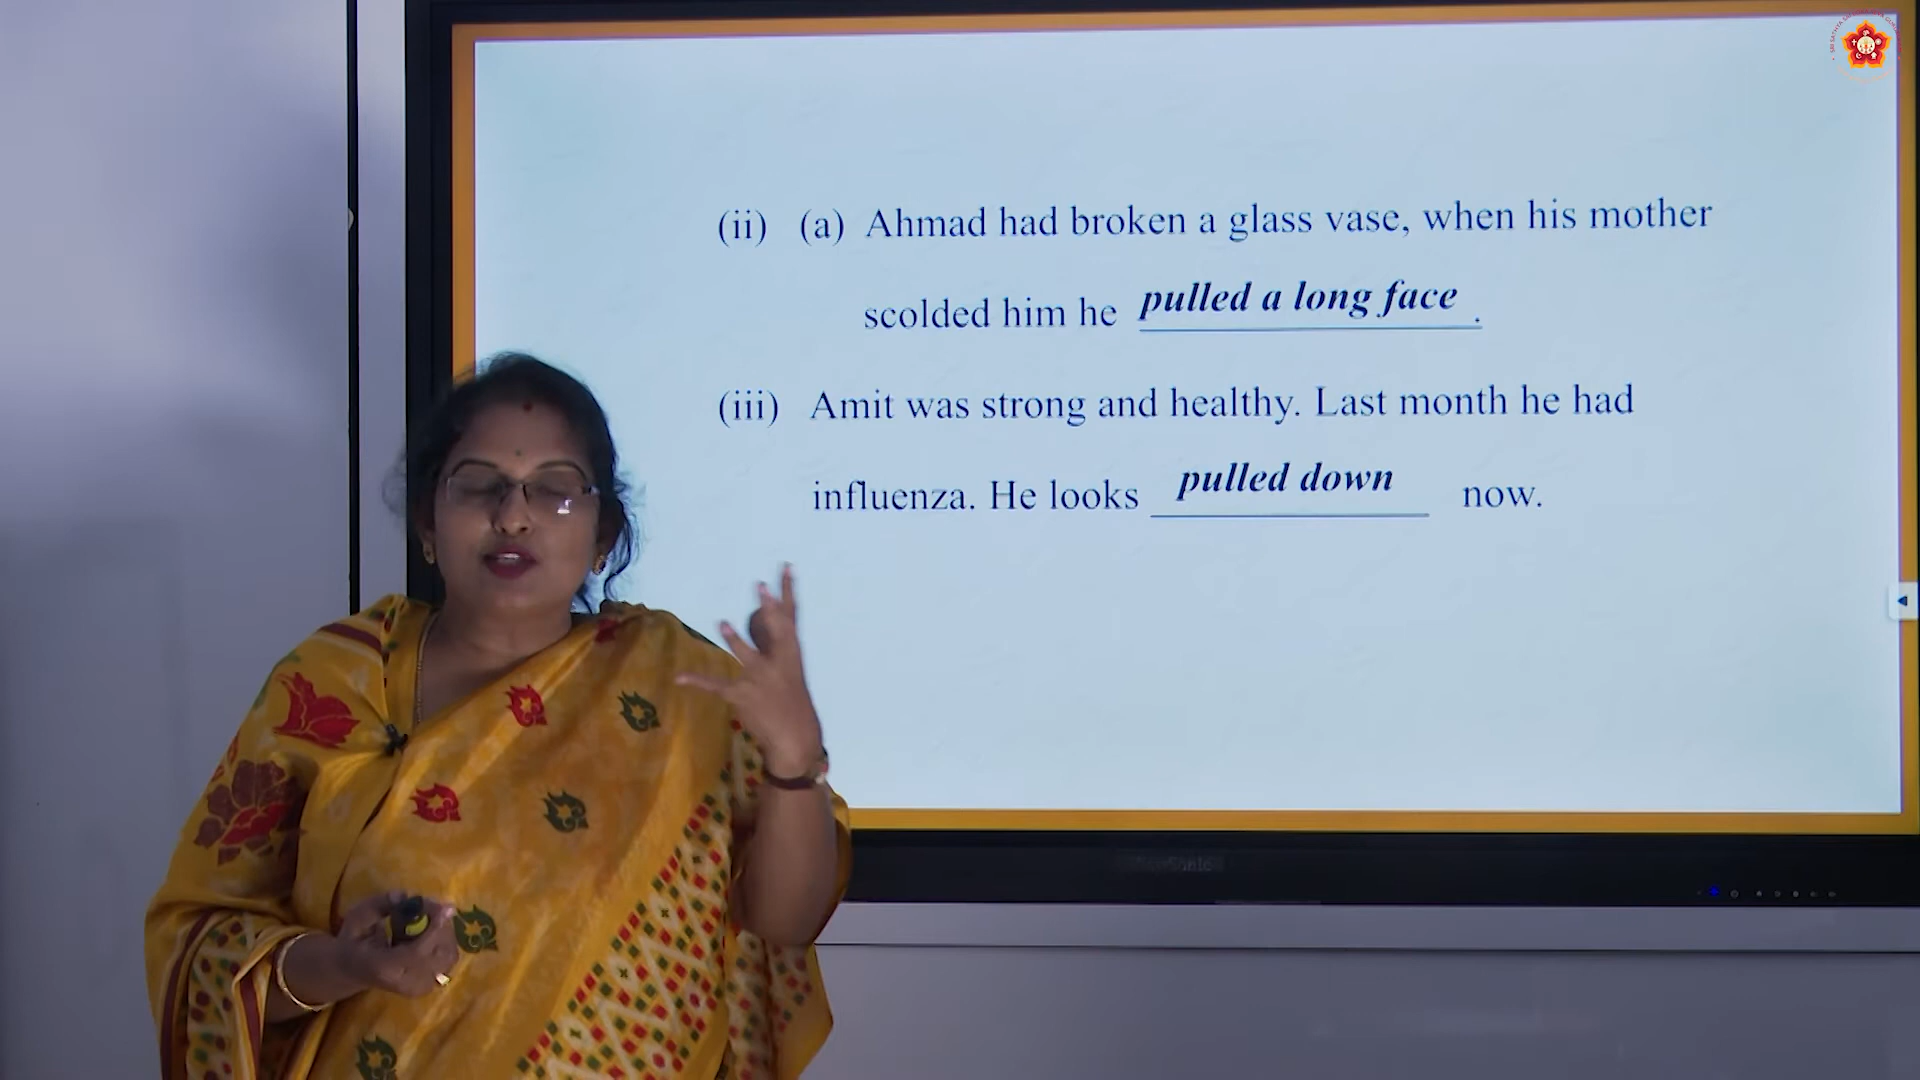 (ii) (a) Ahmad had broken a glass vase, when his mother
scolded him he pulled a long face .
(iii) Amit was strong and healthy. Last month he had
influenza. He looks pulled down now.